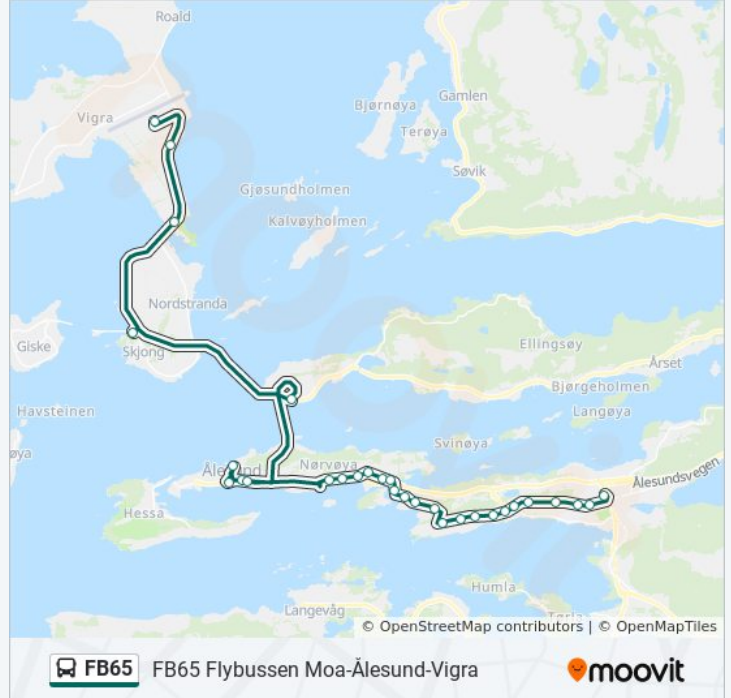 Roald
Vigra
Bjørnøya
Gamlen
Terøya
Søvik
Gjøsundholmen
Kalvøyholmen
Nordstranda
Giske
Skjong
Ellingsøy
Årset
Bjørgeholmen
Langøya
Havsteinen
øya
Svinøya
Ålesund
Nørvøya
Ålesundsvegen
Hessa
Humla
Langevåg
© OpenStreetMap contributors | © OpenMapTiles
FB65 FB65 Flybussen Moa-Ålesund-Vigra
moovit